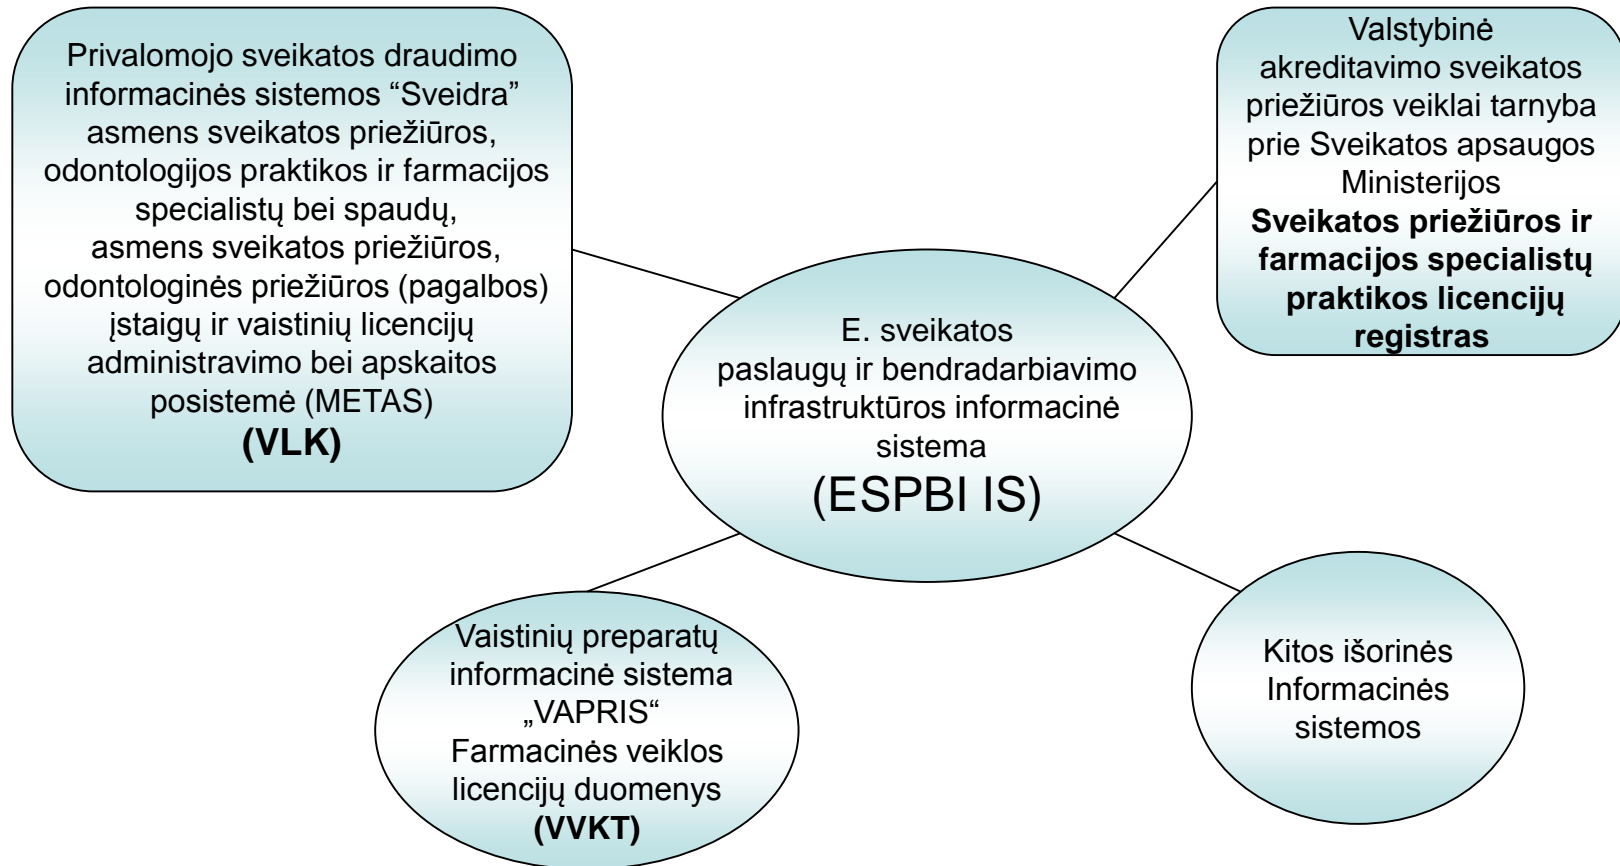 Privalomojo sveikatos draudimo
informacinės sistemos “Sveidra”
asmens sveikatos priežiūros,
odontologijos praktikos ir farmacijos
specialistų bei spaudų,
asmens sveikatos priežiūros,
odontologinės priežiūros (pagalbos)
įstaigų ir vaistinių licencijų
administravimo bei apskaitos
posistemė (METAS)
(VLK)
Valstybinė
akreditavimo sveikatos
priežiūros veiklai tarnyba
prie Sveikatos apsaugos
Ministerijos
Sveikatos priežiūros ir
farmacijos specialistų
praktikos licencijų
registras
E. sveikatos
paslaugų ir bendradarbiavimo
infrastruktūros informacinė
sistema
(ESPBI IS)
Vaistinių preparatų
informacinė sistema
„VAPRIS“
Farmacinės veiklos
licencijų duomenys
(VVKT)
Kitos išorinės
Informacinės
sistemos